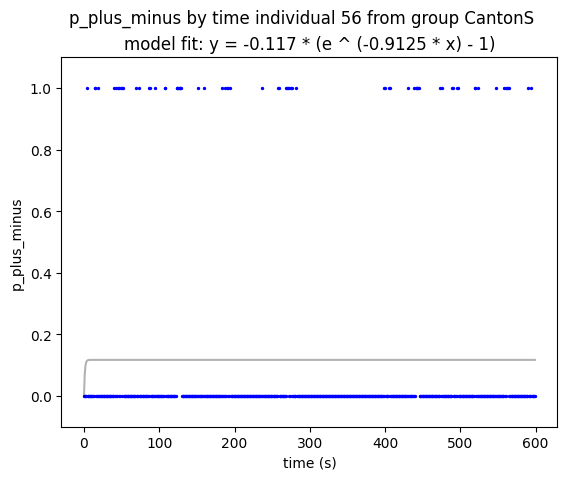 p_plus_minus by time individual 56 from group CantonS
model fit: y = -0.117 * (e ^ (-0.9125 * x) - 1)
1.0
0.8
0.6
0.4
0.2
0.0
p_plus_minus
0 100 200 300 400 500 600
time (s)